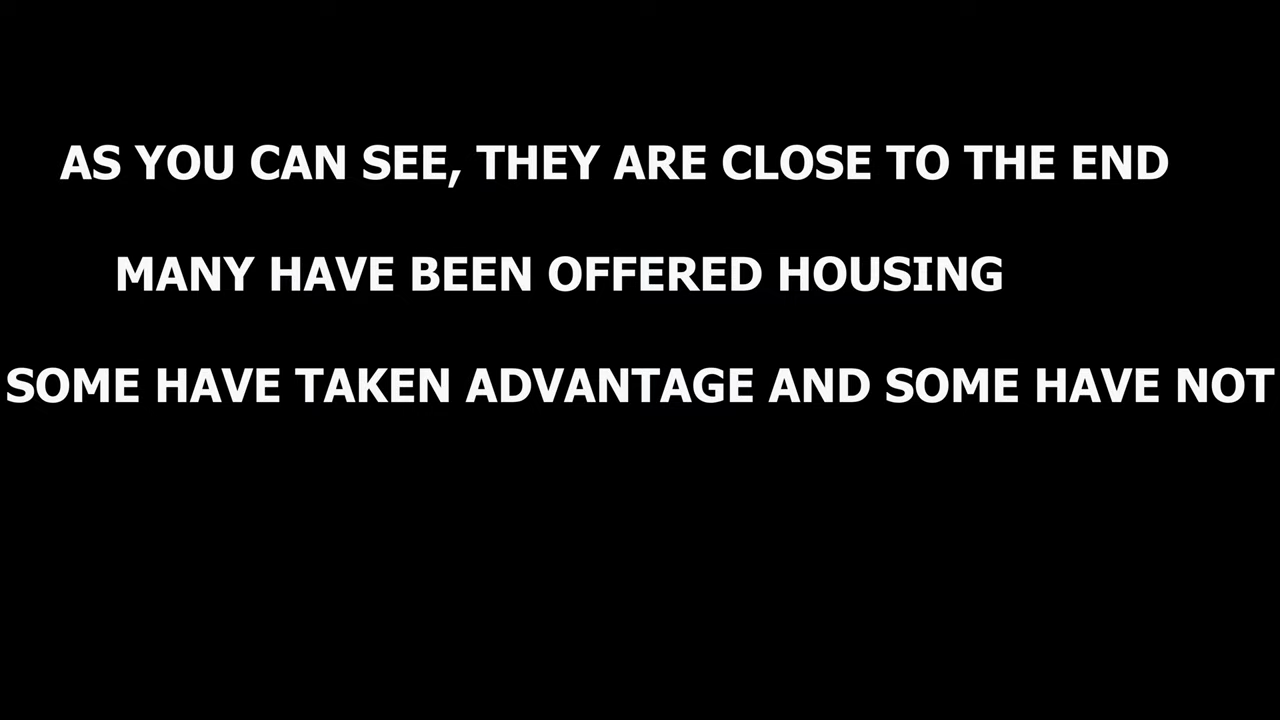 AS YOU CAN SEE, THEY ARE CLOSE TO THE END
MANY HAVE BEEN OFFERED HOUSING
SOME HAVE TAKEN ADVANTAGE AND SOME HAVE NOT